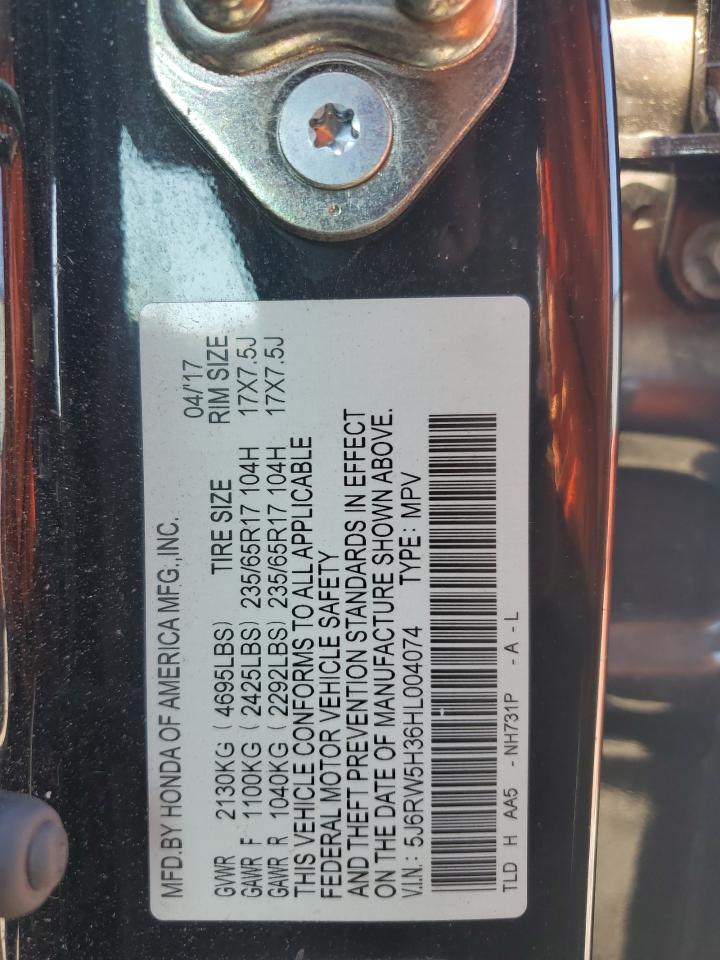 MFD.BY HONDA OF AMERICA MFG.,INC. 04/'17
GVWR 2130KG ( 4695LBS) TIRE SIZE RIM SIZE
GAWR F 1100KG ( 2425LBS) 235/65R17 104H 17X7.5J
GAWR R 1040KG ( 2292LBS) 235/65R17 104H 17X7.5J
THIS VEHICLE CONFORMS TO ALL APPLICABLE
FEDERAL MOTOR VEHICLE SAFETY
AND THEFT PREVENTION STANDARDS IN EFFECT
ON THE DATE OF MANUFACTURE SHOWN ABOVE.
V.I.N.: 5J6RW5H36HL004074 TYPE: MPV
TLD H AA5 - NH731P - A - L